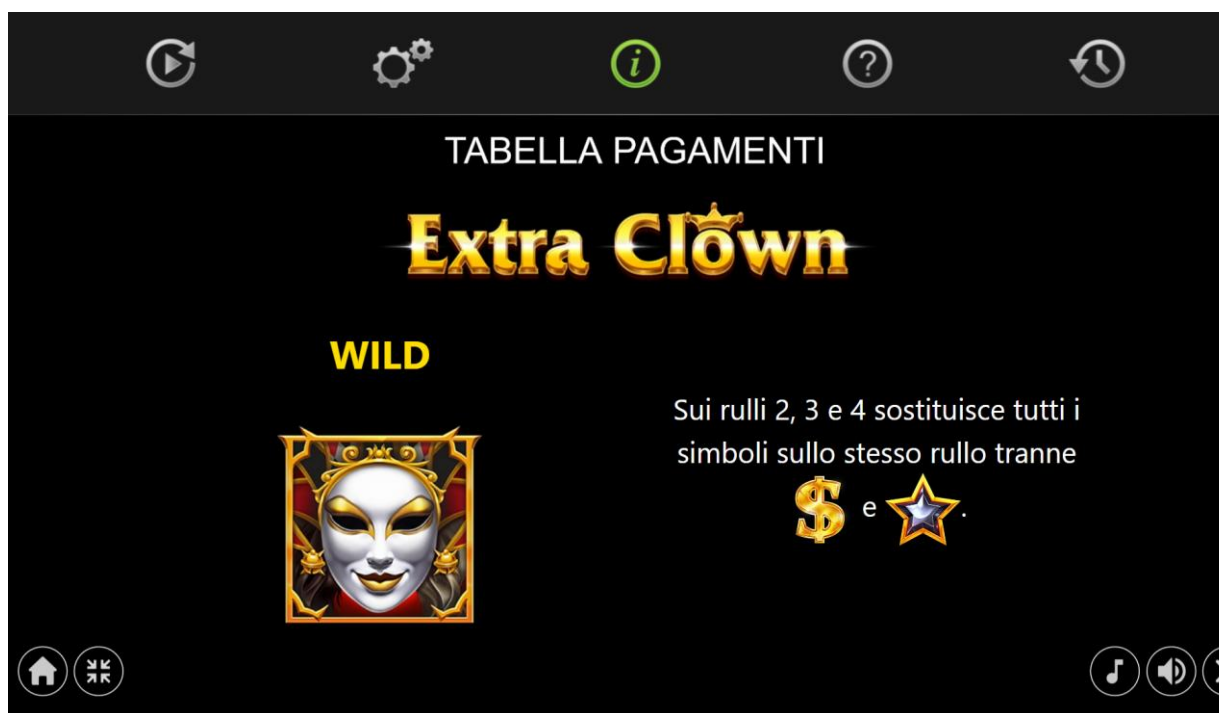 TABELLA PAGAMENTI
Extra Clown
WILD
Sui rulli 2, 3 e 4 sostituisce tutti i
simboli sullo stesso rullo tranne
$ e .